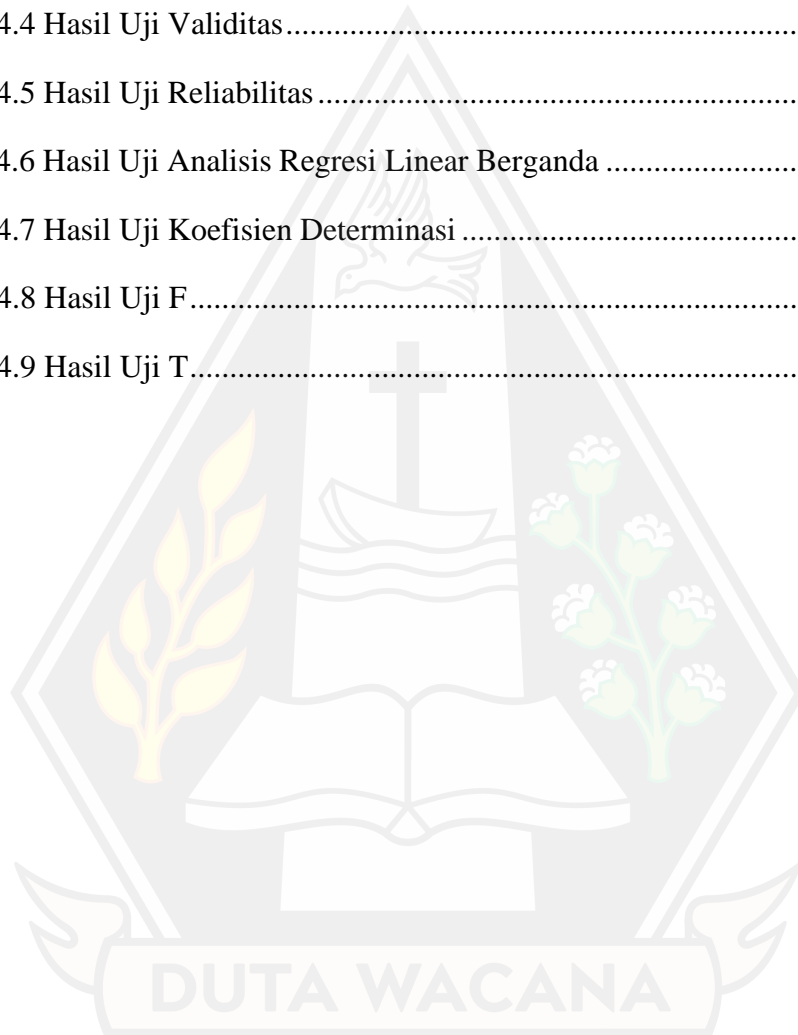 4.4 Hasil Uji Validitas................................................................
4.5 Hasil Uji Reliabilitas............................................................
4.6 Hasil Uji Analisis Regresi Linear Berganda ........................
4.7 Hasil Uji Koefisien Determinasi..........................................
4.8 Hasil Uji F............................................................................
4.9 Hasil Uji T............................................................................
DUTA WACANA